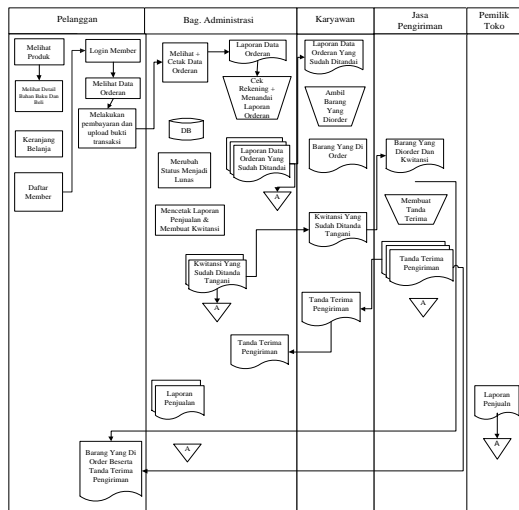 Pelanggan
Bag. Administrasi
Karyawan
Jasa
Pengiriman
Pemilik
Toko
Melihat
Produk
Login Member
Melihat Detail
Bahan Baku Dan
Beli
Melihat Data
Orderan
Melakukan
pembayaran dan
upload bukti
transaksi
Keranjang
Belanja
Daftar
Member
Melihat +
Cetak Data
Orderan
Laporan Data
Orderan
Cek
Rekening +
Menandai
Laporan
Orderan
DB
Merubah
Status Menjadi
Lunas
Laporan Data
Orderan Yang
Sudah Ditandai
A
Mencetak Laporan
Penjualan &
Membuat Kwitansi
Kwitansi Yang
Sudah Ditanda
Tangani
A
Laporan Data
Orderan Yang
Sudah Ditandai
Ambil
Barang
Yang
Diorder
Barang Yang Di
Order
Kwitansi Yang
Sudah Ditanda
Tangani
Barang Yang
Diorder Dan
Kwitansi
Membuat
Tanda
Terima
Tanda Terima
Pengiriman
A
Tanda Terima
Pengiriman
Tanda Terima
Pengiriman
Laporan
Penjualan
A
Laporan
Penjualn
A
Barang Yang Di
Order Beserta
Tanda Terima
Pengiriman